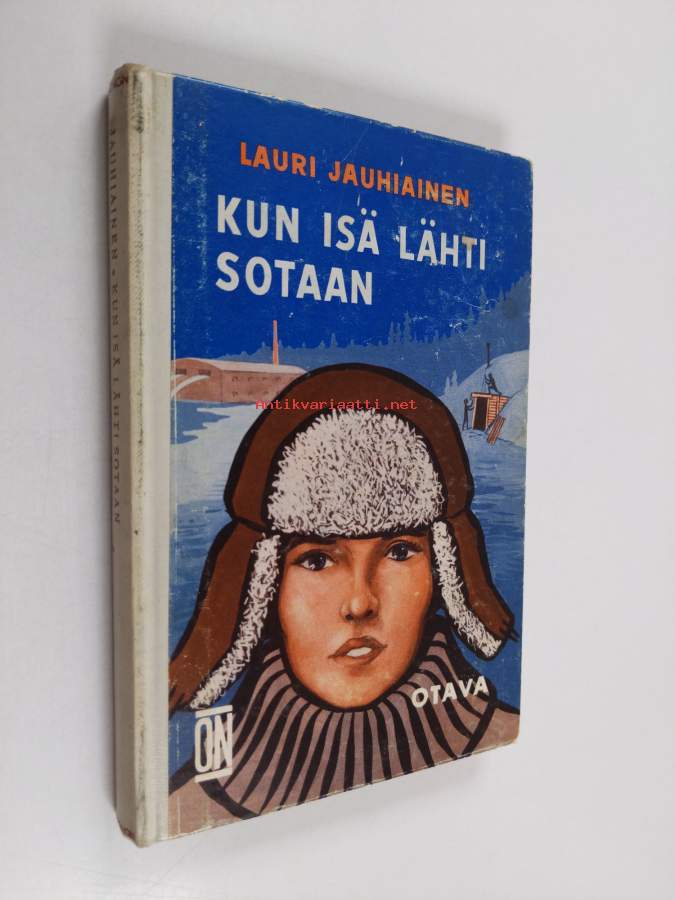 LAURI JAUHIAINEN
KUN ISÄ LÄHTI
SOTAAN
antikvariaatti.net
OTAVA
ON
JAUHIAINEN • KUN ISÄ LÄHTI SOTAAN